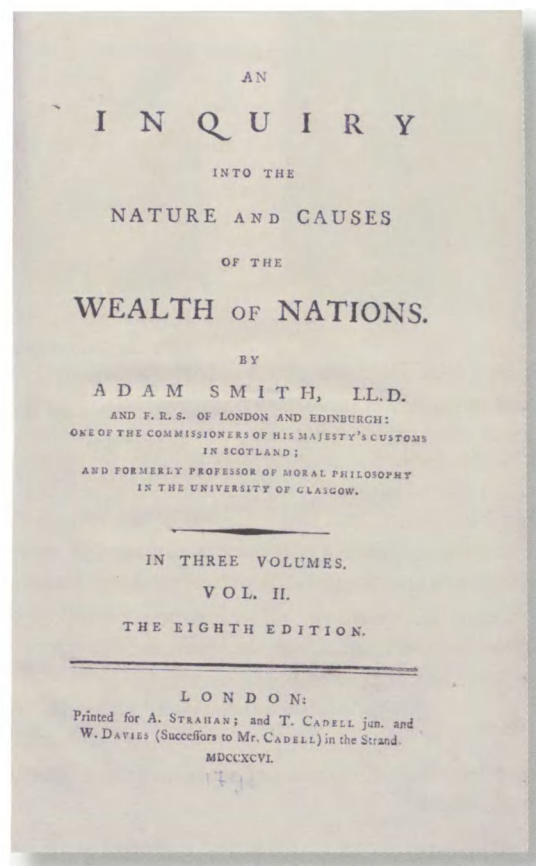 AN
INQUIRY
INTO THE
NATURE AND CAUSES
OF THE
WEALTH OF NATIONS.
BY
ADAM SMITH, LL.D.
AND F. R. S. OF LONDON AND EDINBURGH:
ONE OF THE COMMISSIONERS OF HIS MAJESTY'S CUSTOMS
IN SCOTLAND;
AND FORMERLY PROFESSOR OF MORAL PHILOSOPHY
IN THE UNIVERSITY OF GLASGOW.
IN THREE VOLUMES.
VOL. II.
THE EIGHTH EDITION.
LONDON:
Printed for A. STRAHAN; and T. CADELL jun. and
W. DAVIES (Succeſſors to Mr. CADELL) in the Strand.
MDCCXCVI.